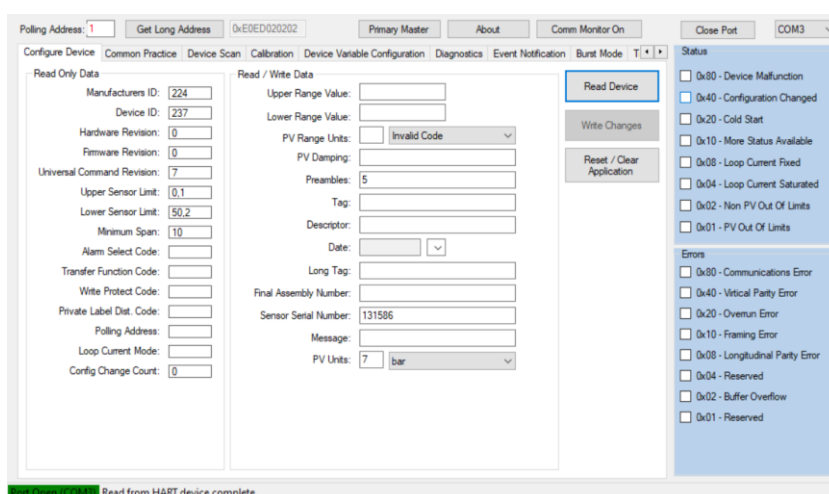 Polling Address: 1 Get Long Address 0xE0ED020202 Primary Master About Comm Monitor On Close Port COM3
Configure Device Common Practice Device Scan Calibration Device Variable Configuration Diagnostics Event Notification Burst Mode T
Read Only Data
Manufacturers ID: 224
Device ID: 237
Hardware Revision: 0
Firmware Revision: 0
Universal Command Revision: 7
Upper Sensor Limit: 0,1
Lower Sensor Limit: 50,2
Minimum Span: 10
Alarm Select Code:
Transfer Function Code:
Write Protect Code:
Private Label Dist. Code:
Polling Address:
Loop Current Mode:
Config Change Count: 0
Read / Write Data
Upper Range Value:
Lower Range Value:
PV Range Units: Invalid Code
PV Damping:
Preambles: 5
Tag:
Descriptor:
Date:
Long Tag:
Final Assembly Number:
Sensor Serial Number: 131586
Message:
PV Units: 7 bar
Read Device
Write Changes
Reset / Clear
Application
Status
0x80 - Device Malfunction
0x40 - Configuration Changed
0x20 - Cold Start
0x10 - More Status Available
0x08 - Loop Current Fixed
0x04 - Loop Current Saturated
0x02 - Non PV Out Of Limits
0x01 - PV Out Of Limits
Errors
0x80 - Communications Error
0x40 - Virtical Parity Error
0x20 - Overrun Error
0x10 - Framing Error
0x08 - Longitudinal Parity Error
0x04 - Reserved
0x02 - Buffer Overflow
0x01 - Reserved
Port Open (COM3) Read from HART device complete